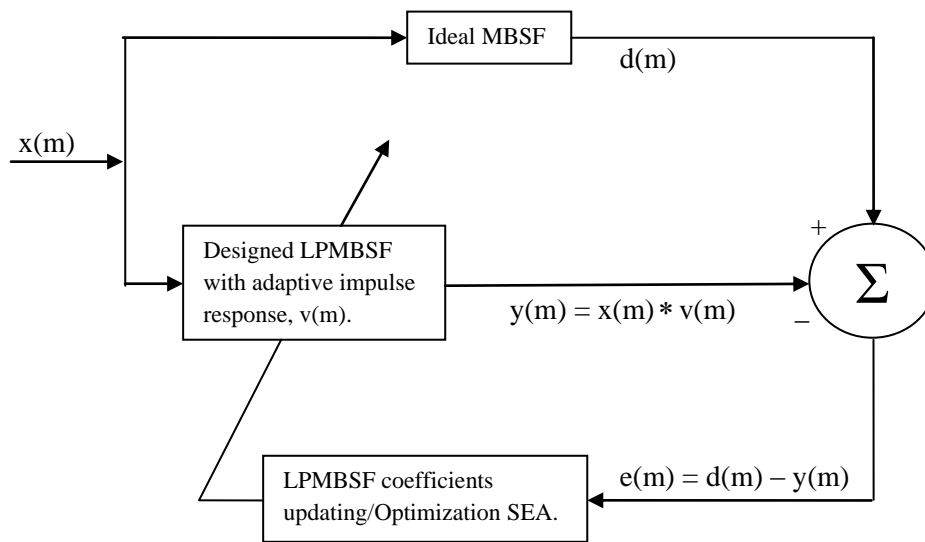 Ideal MBSF
d(m)
x(m)
+
Designed LPMBSF
with adaptive impulse
response, v(m).
Σ
y(m) = x(m) * v(m)
−
LPMBSF coefficients
updating/Optimization SEA.
e(m) = d(m) – y(m)